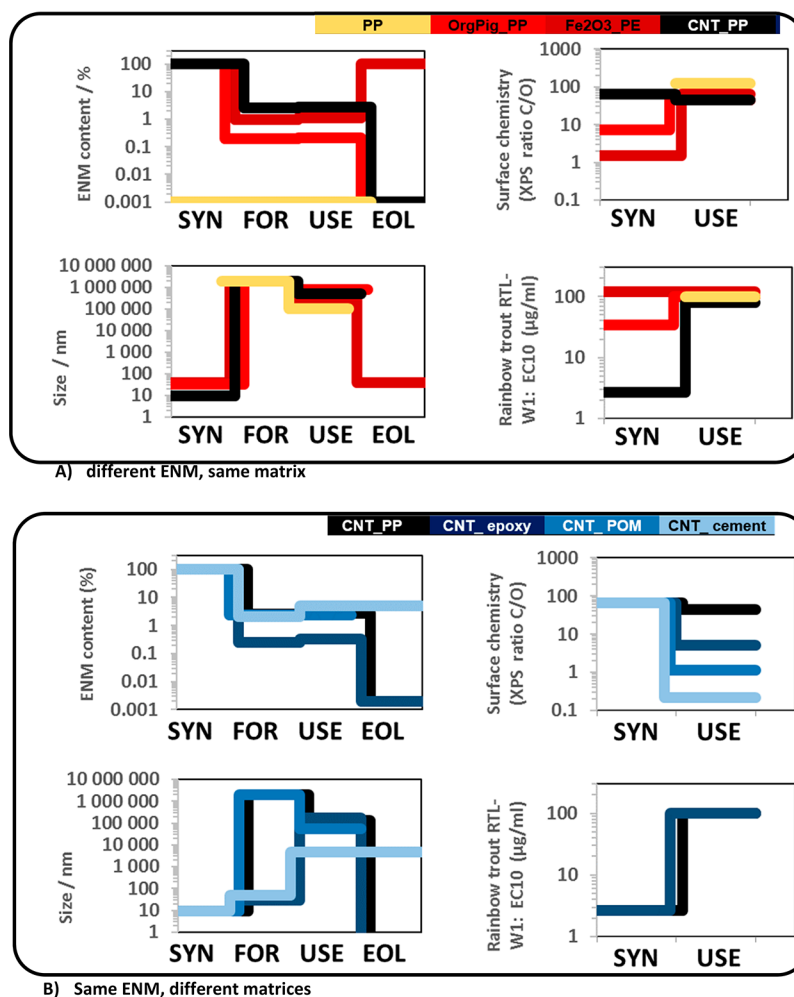 PP OrgPig_PP Fe2O3_PE CNT_PP
ENM content / %
100
10
1
0.1
0.01
0.001
SYN FOR USE EOL
Surface chemistry
(XPS ratio C/O)
1000
100
10
1
0.1
SYN USE
Size / nm
10 000 000
1 000 000
100 000
10 000
1 000
100
10
1
SYN FOR USE EOL
Rainbow trout RTL-
W1: EC10 (µg/ml)
100
10
1
SYN USE
A) different ENM, same matrix
CNT_PP CNT_ epoxy CNT_POM CNT_ cement
ENM content (%)
100
10
1
0.1
0.01
0.001
SYN FOR USE EOL
Surface chemistry
(XPS ratio C/O)
1000
100
10
1
0.1
SYN USE
Size / nm
10 000 000
1 000 000
100 000
10 000
1 000
100
10
1
SYN FOR USE EOL
Rainbow trout RTL-
W1: EC10 (µg/ml)
100
10
1
SYN USE
B) Same ENM, different matrices